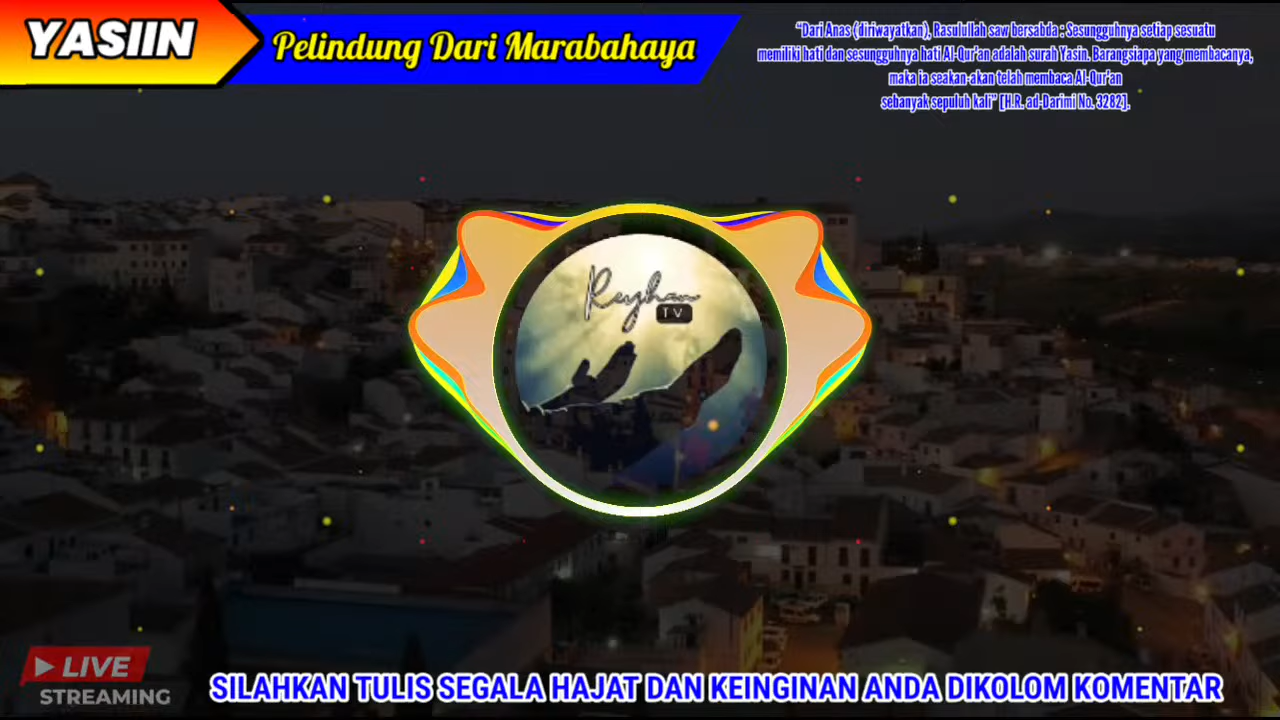 YASIIN
Pelindung Dari Marabahaya
“Dari Anas (diriwayatkan), Rasulullah saw bersabda : Sesungguhnya setiap sesuatu
memiliki hati dan sesungguhnya hati Al-Qur’an adalah surah Yasin. Barangsiapa yang membacanya,
maka ia seakan-akan telah membaca Al-Qur’an
sebanyak sepuluh kali” [H.R. ad-Darimi No. 3282].
Reyhan
TV
LIVE
STREAMING
SILAHKAN TULIS SEGALA HAJAT DAN KEINGINAN ANDA DIKOLOM KOMENTAR